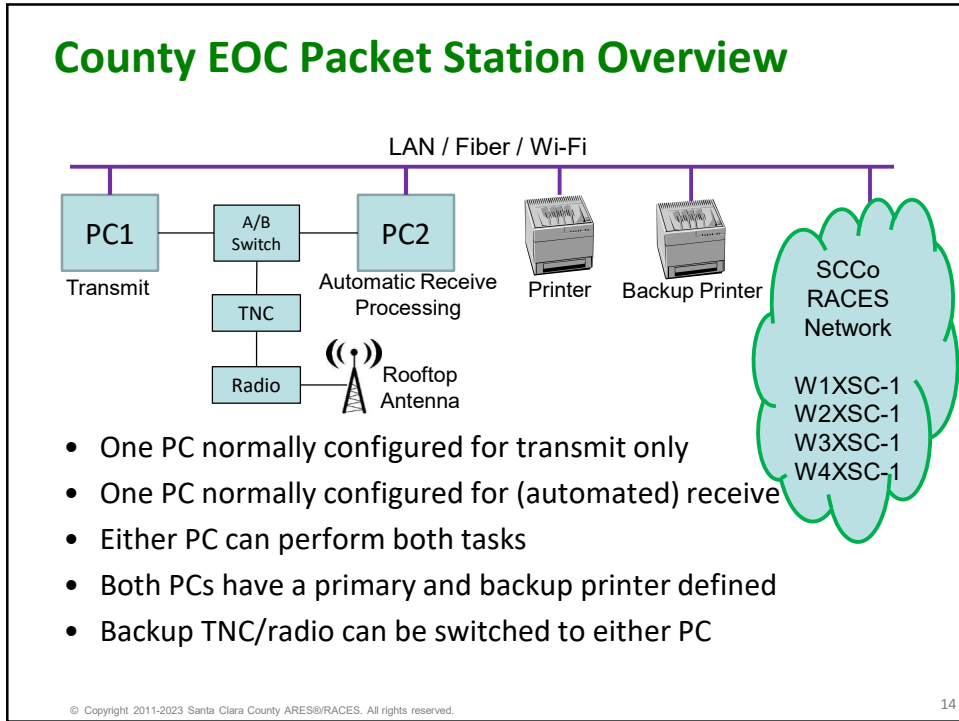 County EOC Packet Station Overview
LAN / Fiber / Wi-Fi
PC1
A/B
Switch
PC2
Transmit
Automatic Receive
Processing
Printer
Backup Printer
TNC
Radio
Rooftop
Antenna
SCCo
RACES
Network
W1XSC-1
W2XSC-1
W3XSC-1
W4XSC-1
• One PC normally configured for transmit only
• One PC normally configured for (automated) receive
• Either PC can perform both tasks
• Both PCs have a primary and backup printer defined
• Backup TNC/radio can be switched to either PC
© Copyright 2011-2023 Santa Clara County ARES®/RACES. All rights reserved.
14